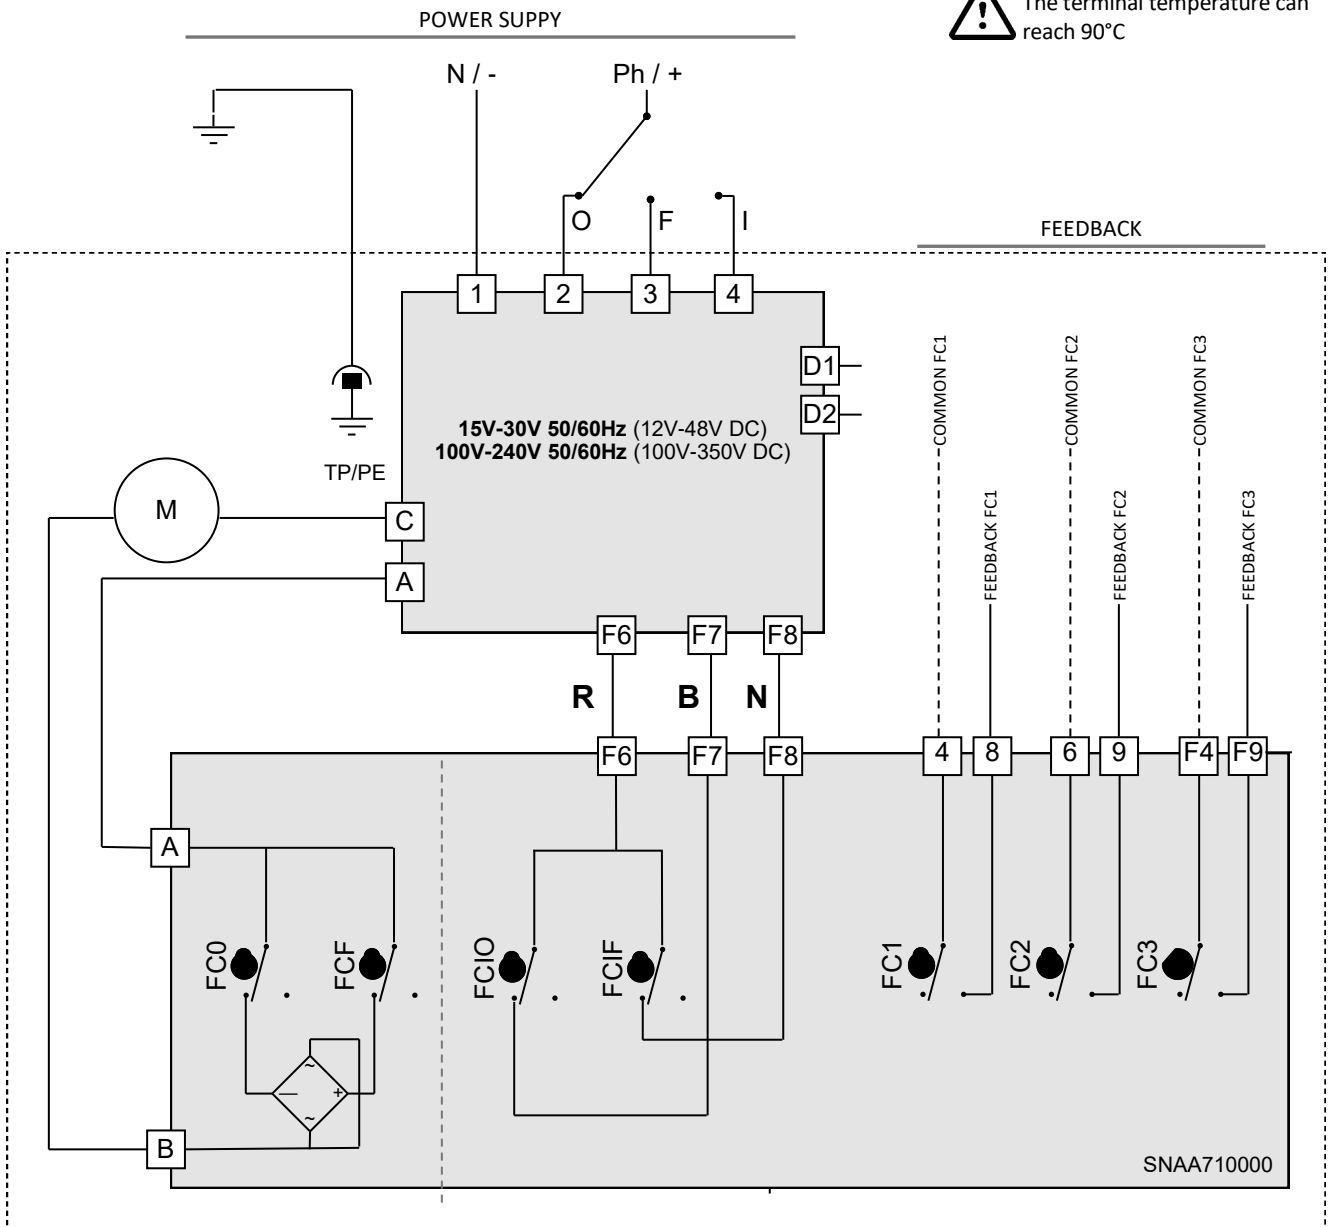 POWER SUPPY
The terminal temperature can
reach 90°C
N / -
Ph / +
O
F
I
FEEDBACK
1
2
3
4
D1
D2
15V-30V 50/60Hz (12V-48V DC)
100V-240V 50/60Hz (100V-350V DC)
TP/PE
M
C
A
COMMON FC1
FEEDBACK FC1
COMMON FC2
FEEDBACK FC2
COMMON FC3
FEEDBACK FC3
F6
F7
F8
R
B
N
F6
F7
F8
4
8
6
9
F4
F9
A
FC0
FCF
FCIO
FCIF
FC1
FC2
FC3
~
—
+
~
B
SNAA710000